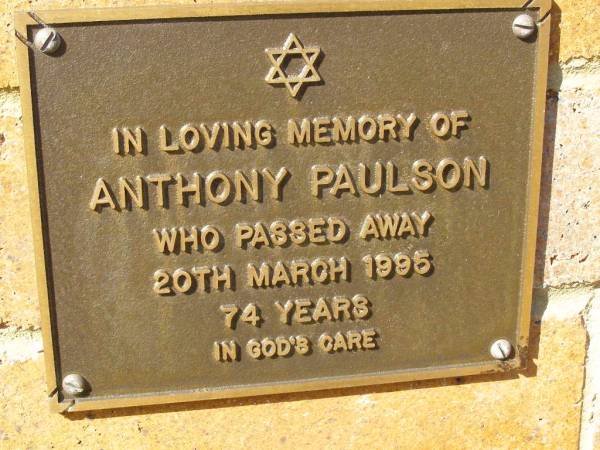 IN LOVING MEMORY OF
ANTHONY PAULSON
WHO PASSED AWAY
20TH MARCH 1995
74 YEARS
IN GOD'S CARE